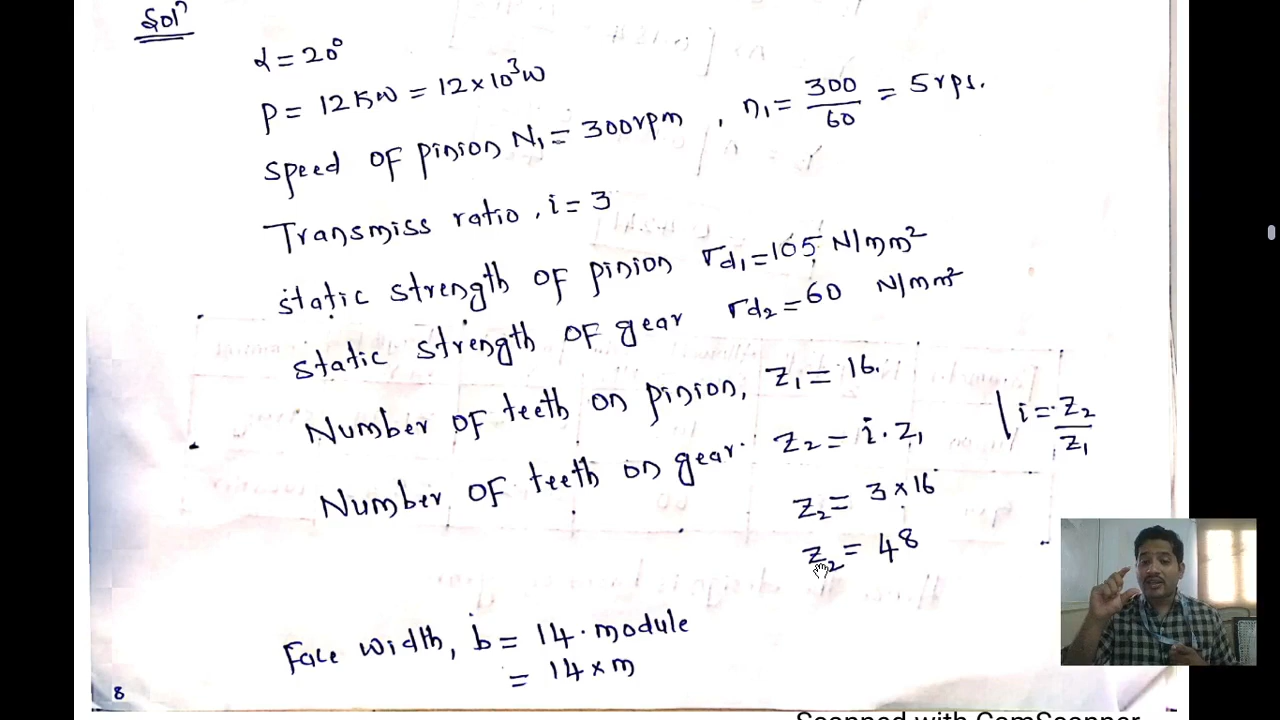 Solⁿ
α = 20°
P = 12 KW = 12 × 10³ W
Speed of pinion N₁ = 300 rpm , n₁ = 300/60 = 5 rps.
Transmiss ratio, i = 3
static strength of pinion σd₁ = 105 N/mm²
static strength of gear σd₂ = 60 N/mm²
Number of teeth on pinion, Z₁ = 16.
Number of teeth on gear Z₂ = i . Z₁ | i = Z₂/Z₁
Z₂ = 3 × 16
Z₂ = 48
Face width, b = 14 . module
= 14 × m
8
Scanned with CamScanner